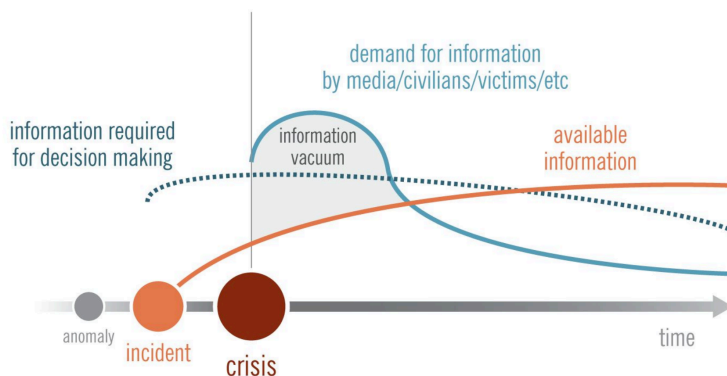 demand for information
by media/civilians/victims/etc
information required
for decision making
information
vacuum
available
information
anomaly
incident
crisis
time